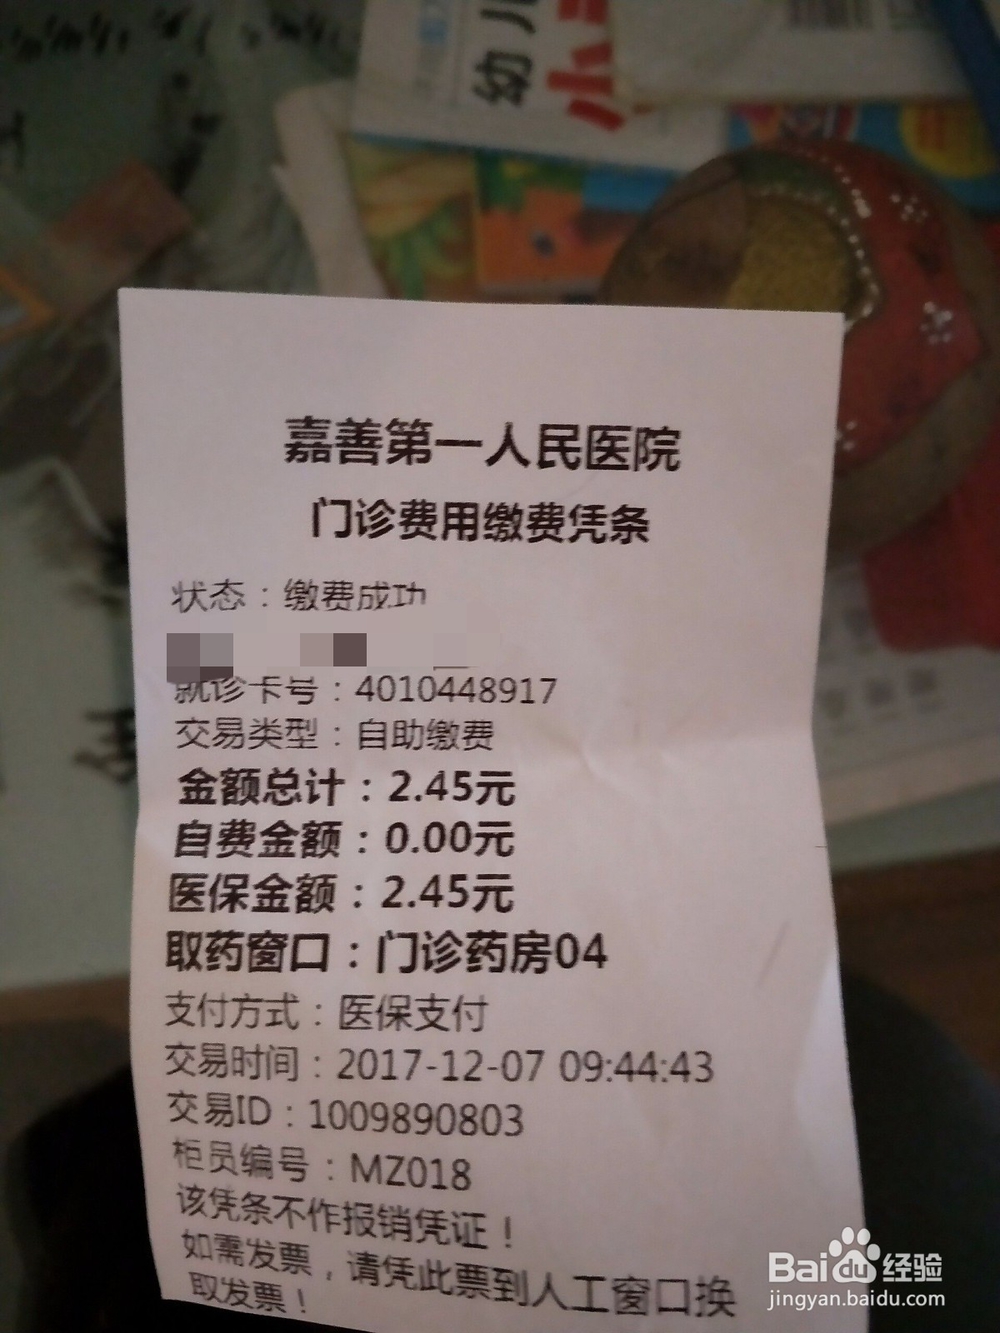 幼儿
小
嘉善第一人民医院
门诊费用缴费凭条
状态：缴费成功
就诊卡号：4010448917
交易类型：自助缴费
金额总计：2.45元
自费金额：0.00元
医保金额：2.45元
取药窗口：门诊药房04
支付方式：医保支付
交易时间：2017-12-07 09:44:43
交易ID：1009890803
柜员编号：MZ018
该凭条不作报销凭证！
如需发票，请凭此票到人工窗口换
取发票！
Baidu 经验
jingyan.baidu.com